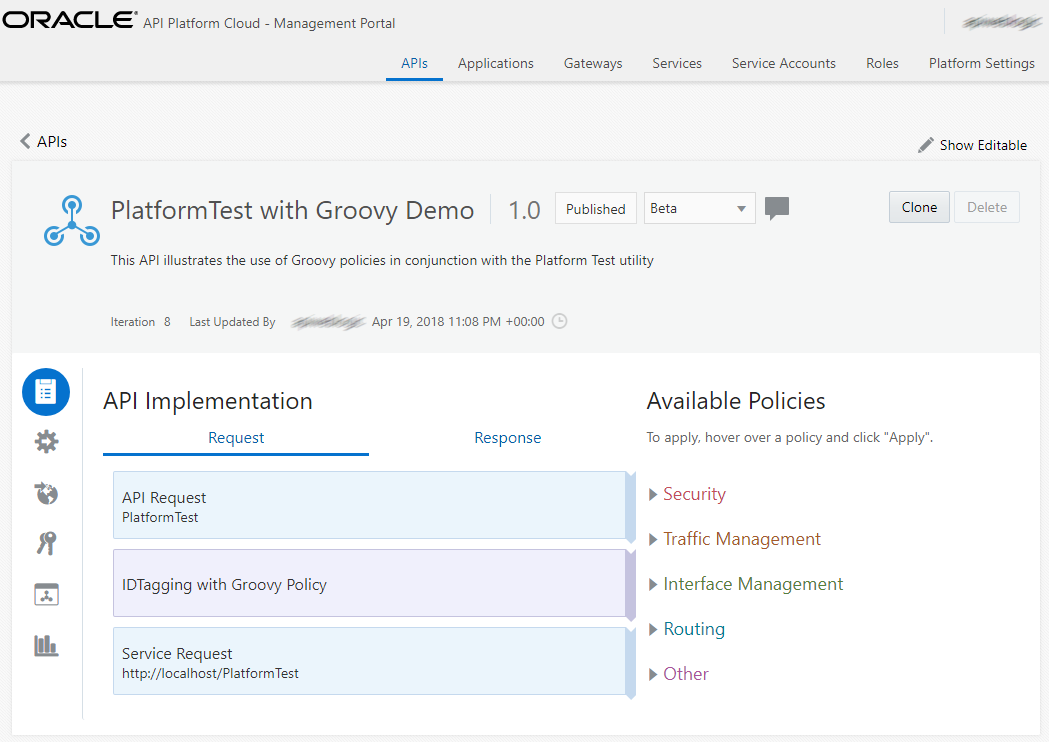 ORACLE® API Platform Cloud - Management Portal
APIs Applications Gateways Services Service Accounts Roles Platform Settings
APIs
Show Editable
PlatformTest with Groovy Demo 1.0 Published Beta Clone Delete
This API illustrates the use of Groovy policies in conjunction with the Platform Test utility
Iteration 8 Last Updated By Apr 19, 2018 11:08 PM +00:00
API Implementation
Request Response
API Request
PlatformTest
IDTagging with Groovy Policy
Service Request
http://localhost/PlatformTest
Available Policies
To apply, hover over a policy and click "Apply".
Security
Traffic Management
Interface Management
Routing
Other